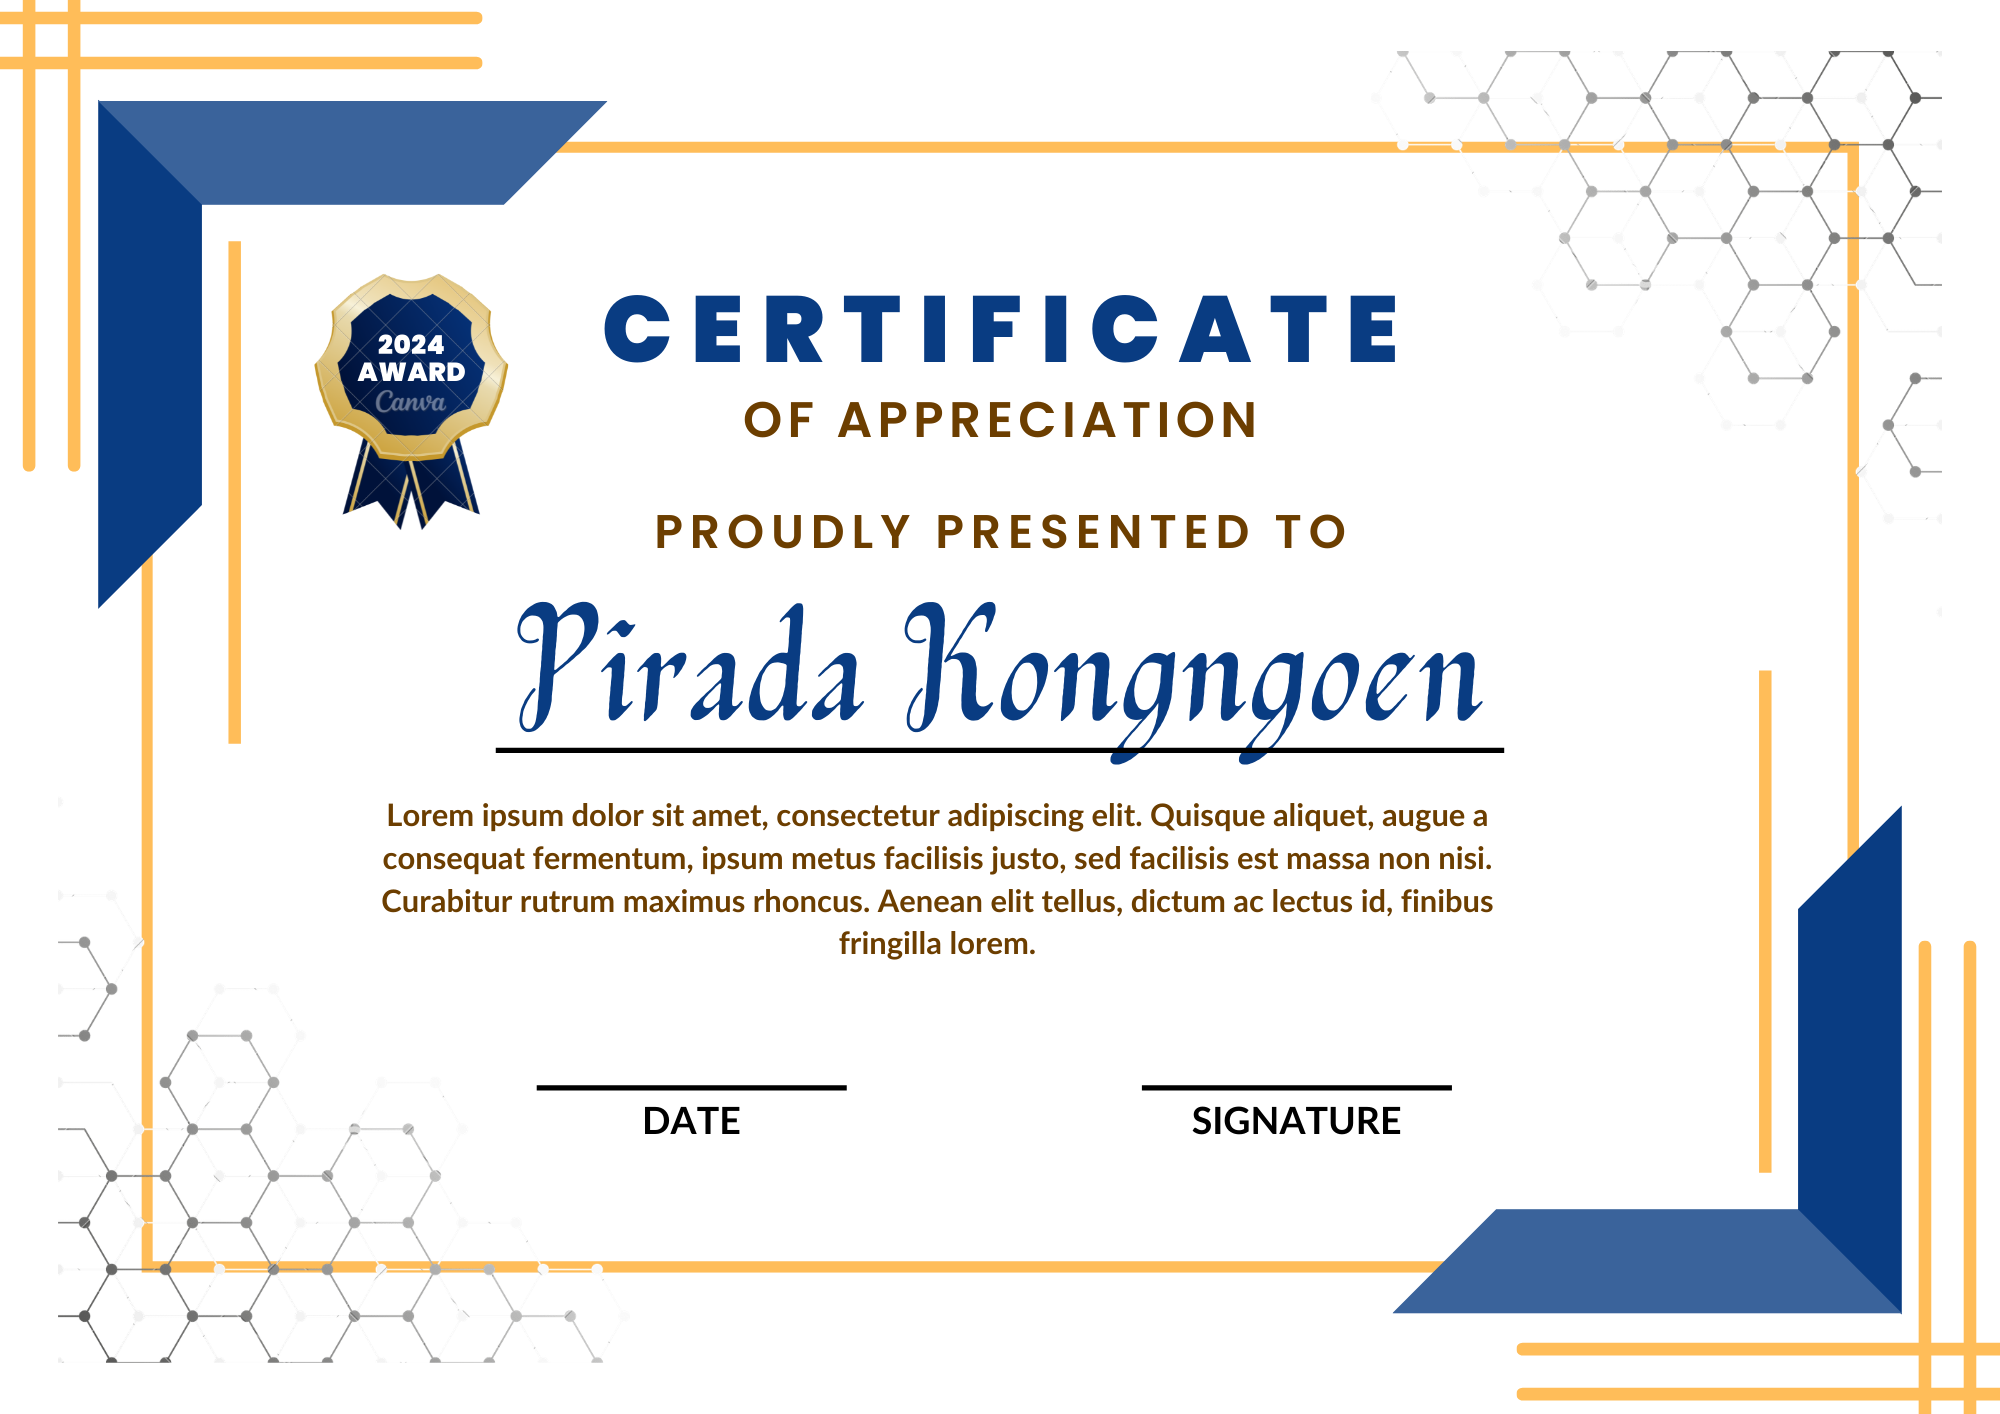 2024
AWARD
Canva
CERTIFICATE
OF APPRECIATION
PROUDLY PRESENTED TO
Pirada Kongngoen
Lorem ipsum dolor sit amet, consectetur adipiscing elit. Quisque aliquet, augue a
consequat fermentum, ipsum metus facilisis justo, sed facilisis est massa non nisi.
Curabitur rutrum maximus rhoncus. Aenean elit tellus, dictum ac lectus id, finibus
fringilla lorem.
DATE
SIGNATURE